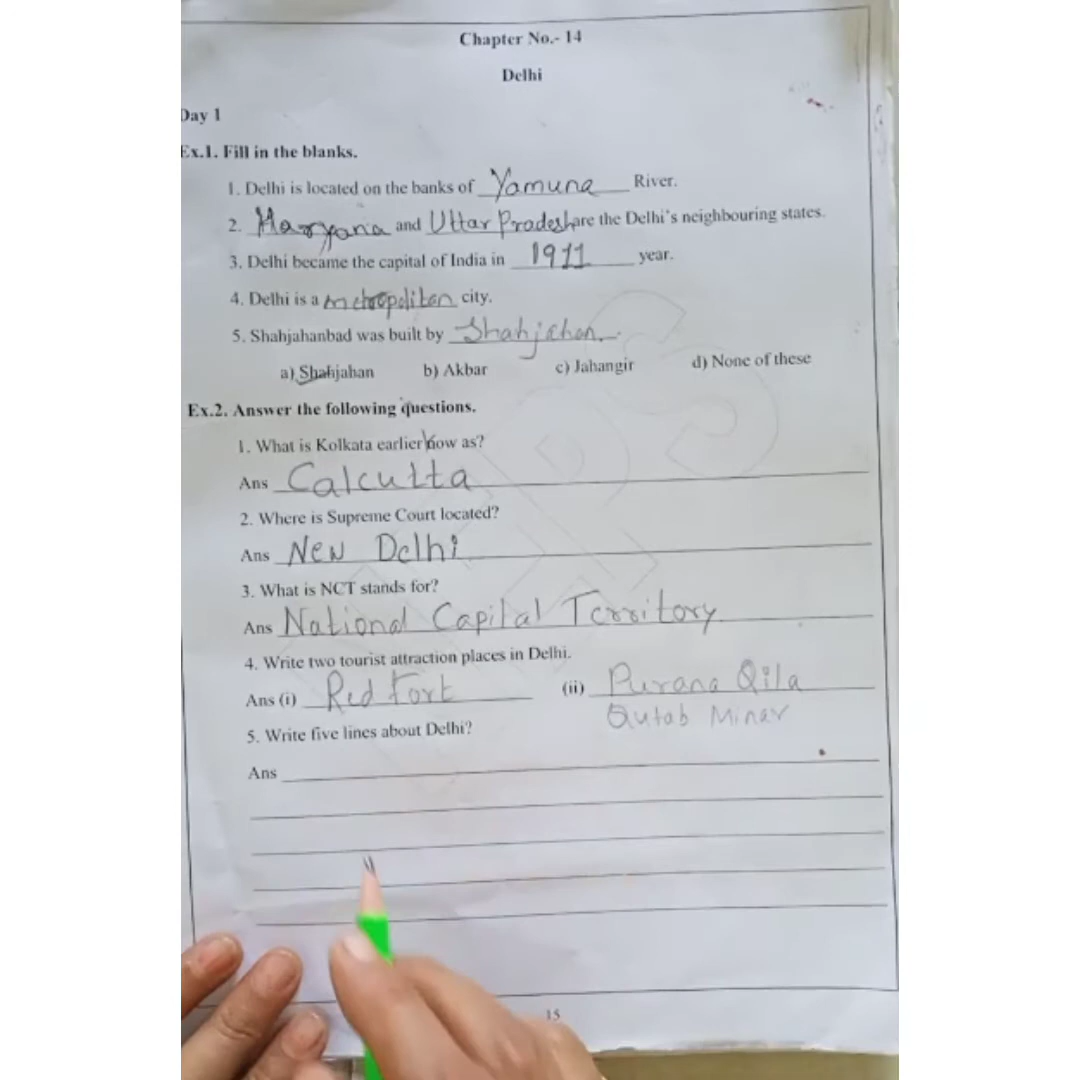 Chapter No.- 14
Delhi
Day 1
Ex.1. Fill in the blanks.
1. Delhi is located on the banks of Yamuna River.
2. Haryana and Uttar Pradesh are the Delhi's neighbouring states.
3. Delhi became the capital of India in 1911 year.
4. Delhi is a metropolitan city.
5. Shahjahanbad was built by Shahjahan.
a) Shahjahan b) Akbar c) Jahangir d) None of these
Ex.2. Answer the following questions.
1. What is Kolkata earlier know as?
Ans Calcutta
2. Where is Supreme Court located?
Ans New Delhi
3. What is NCT stands for?
Ans National Capital Territory
4. Write two tourist attraction places in Delhi.
Ans (i) Red Fort (ii) Purana Qila
Qutab Minar
5. Write five lines about Delhi?
Ans
15